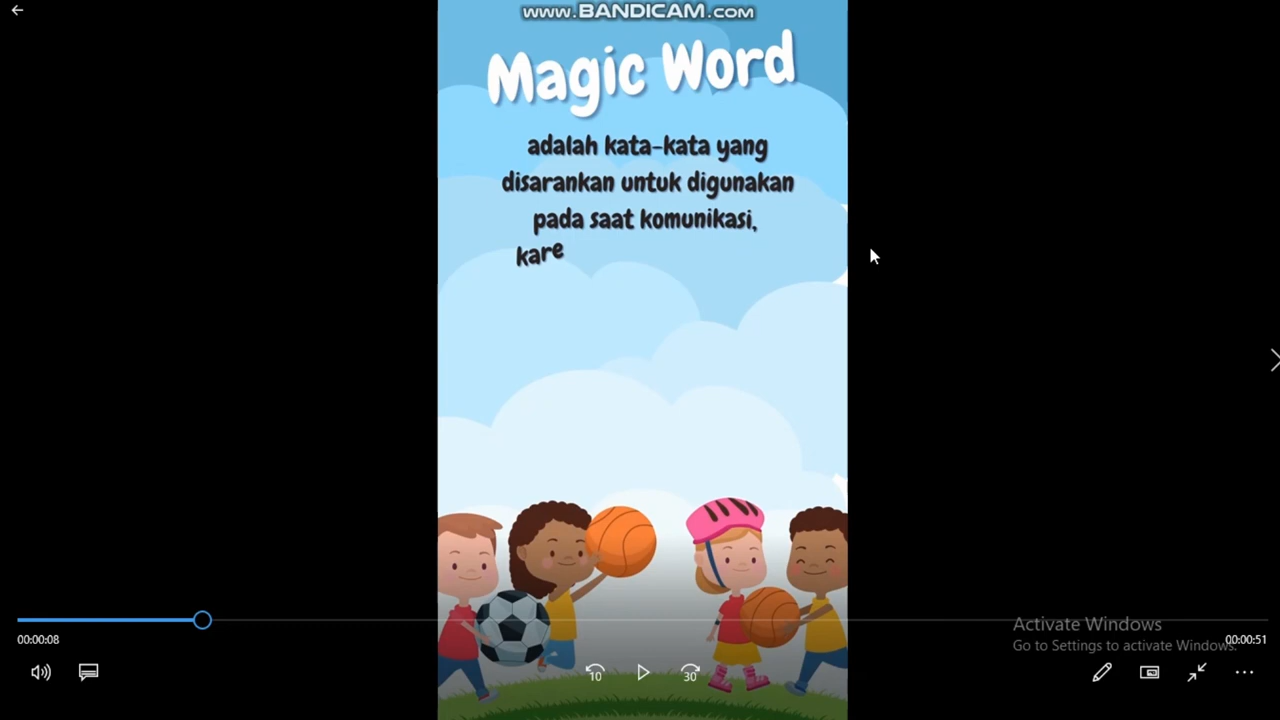 www.BANDICAM.com
Magic Word
adalah kata-kata yang
disarankan untuk digunakan
pada saat komunikasi,
kare
Activate Windows
00:00:08
00:00:51
Go to Settings to activate Windows.
10
30